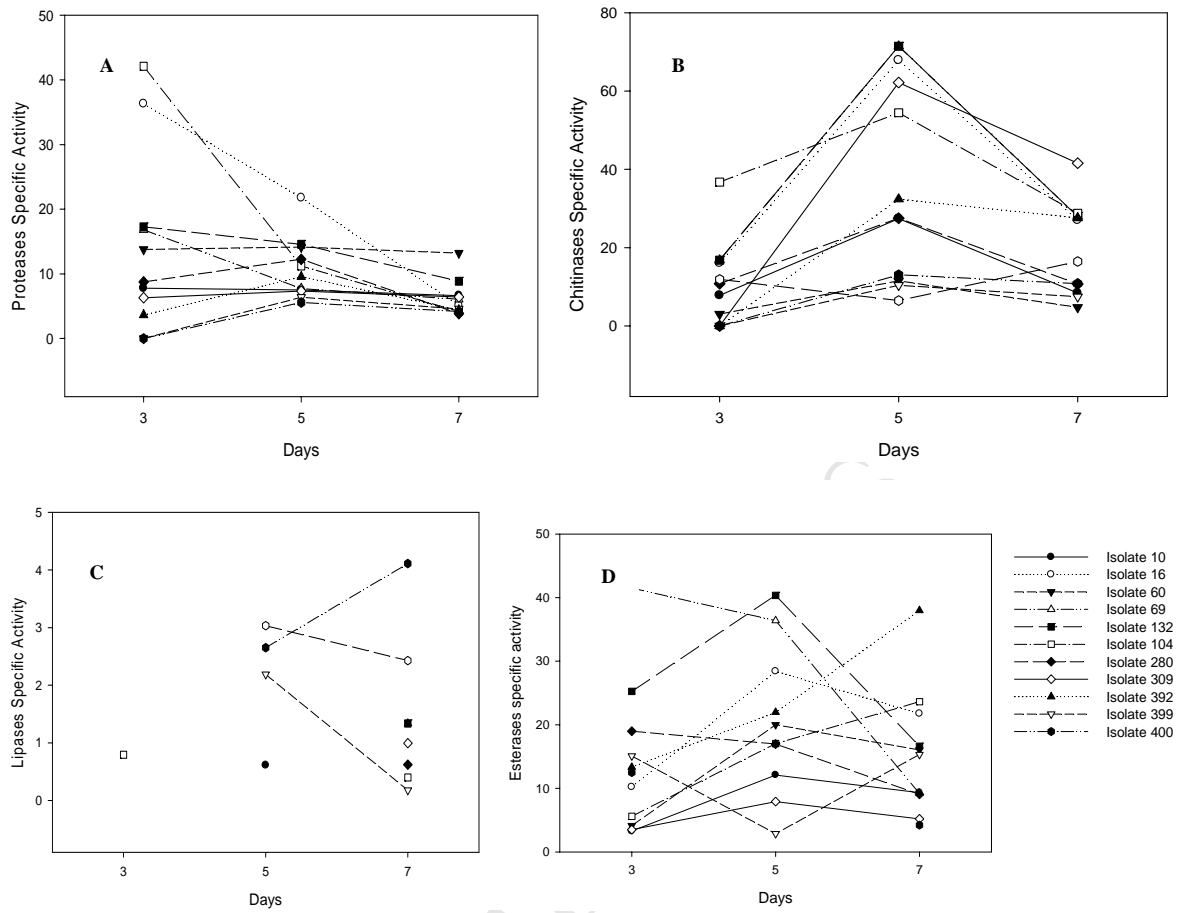 50
40
30
20
10
0
Proteases Specific Activity
A
3
5
7
Days
80
60
40
20
0
Chitinases Specific Activity
B
3
5
7
Days
5
4
3
2
1
0
Lipases Specific Activity
C
3
5
7
Days
50
40
30
20
10
0
Esterases specific activity
D
3
5
7
Days
Isolate 10
Isolate 16
Isolate 60
Isolate 69
Isolate 132
Isolate 104
Isolate 280
Isolate 309
Isolate 392
Isolate 399
Isolate 400